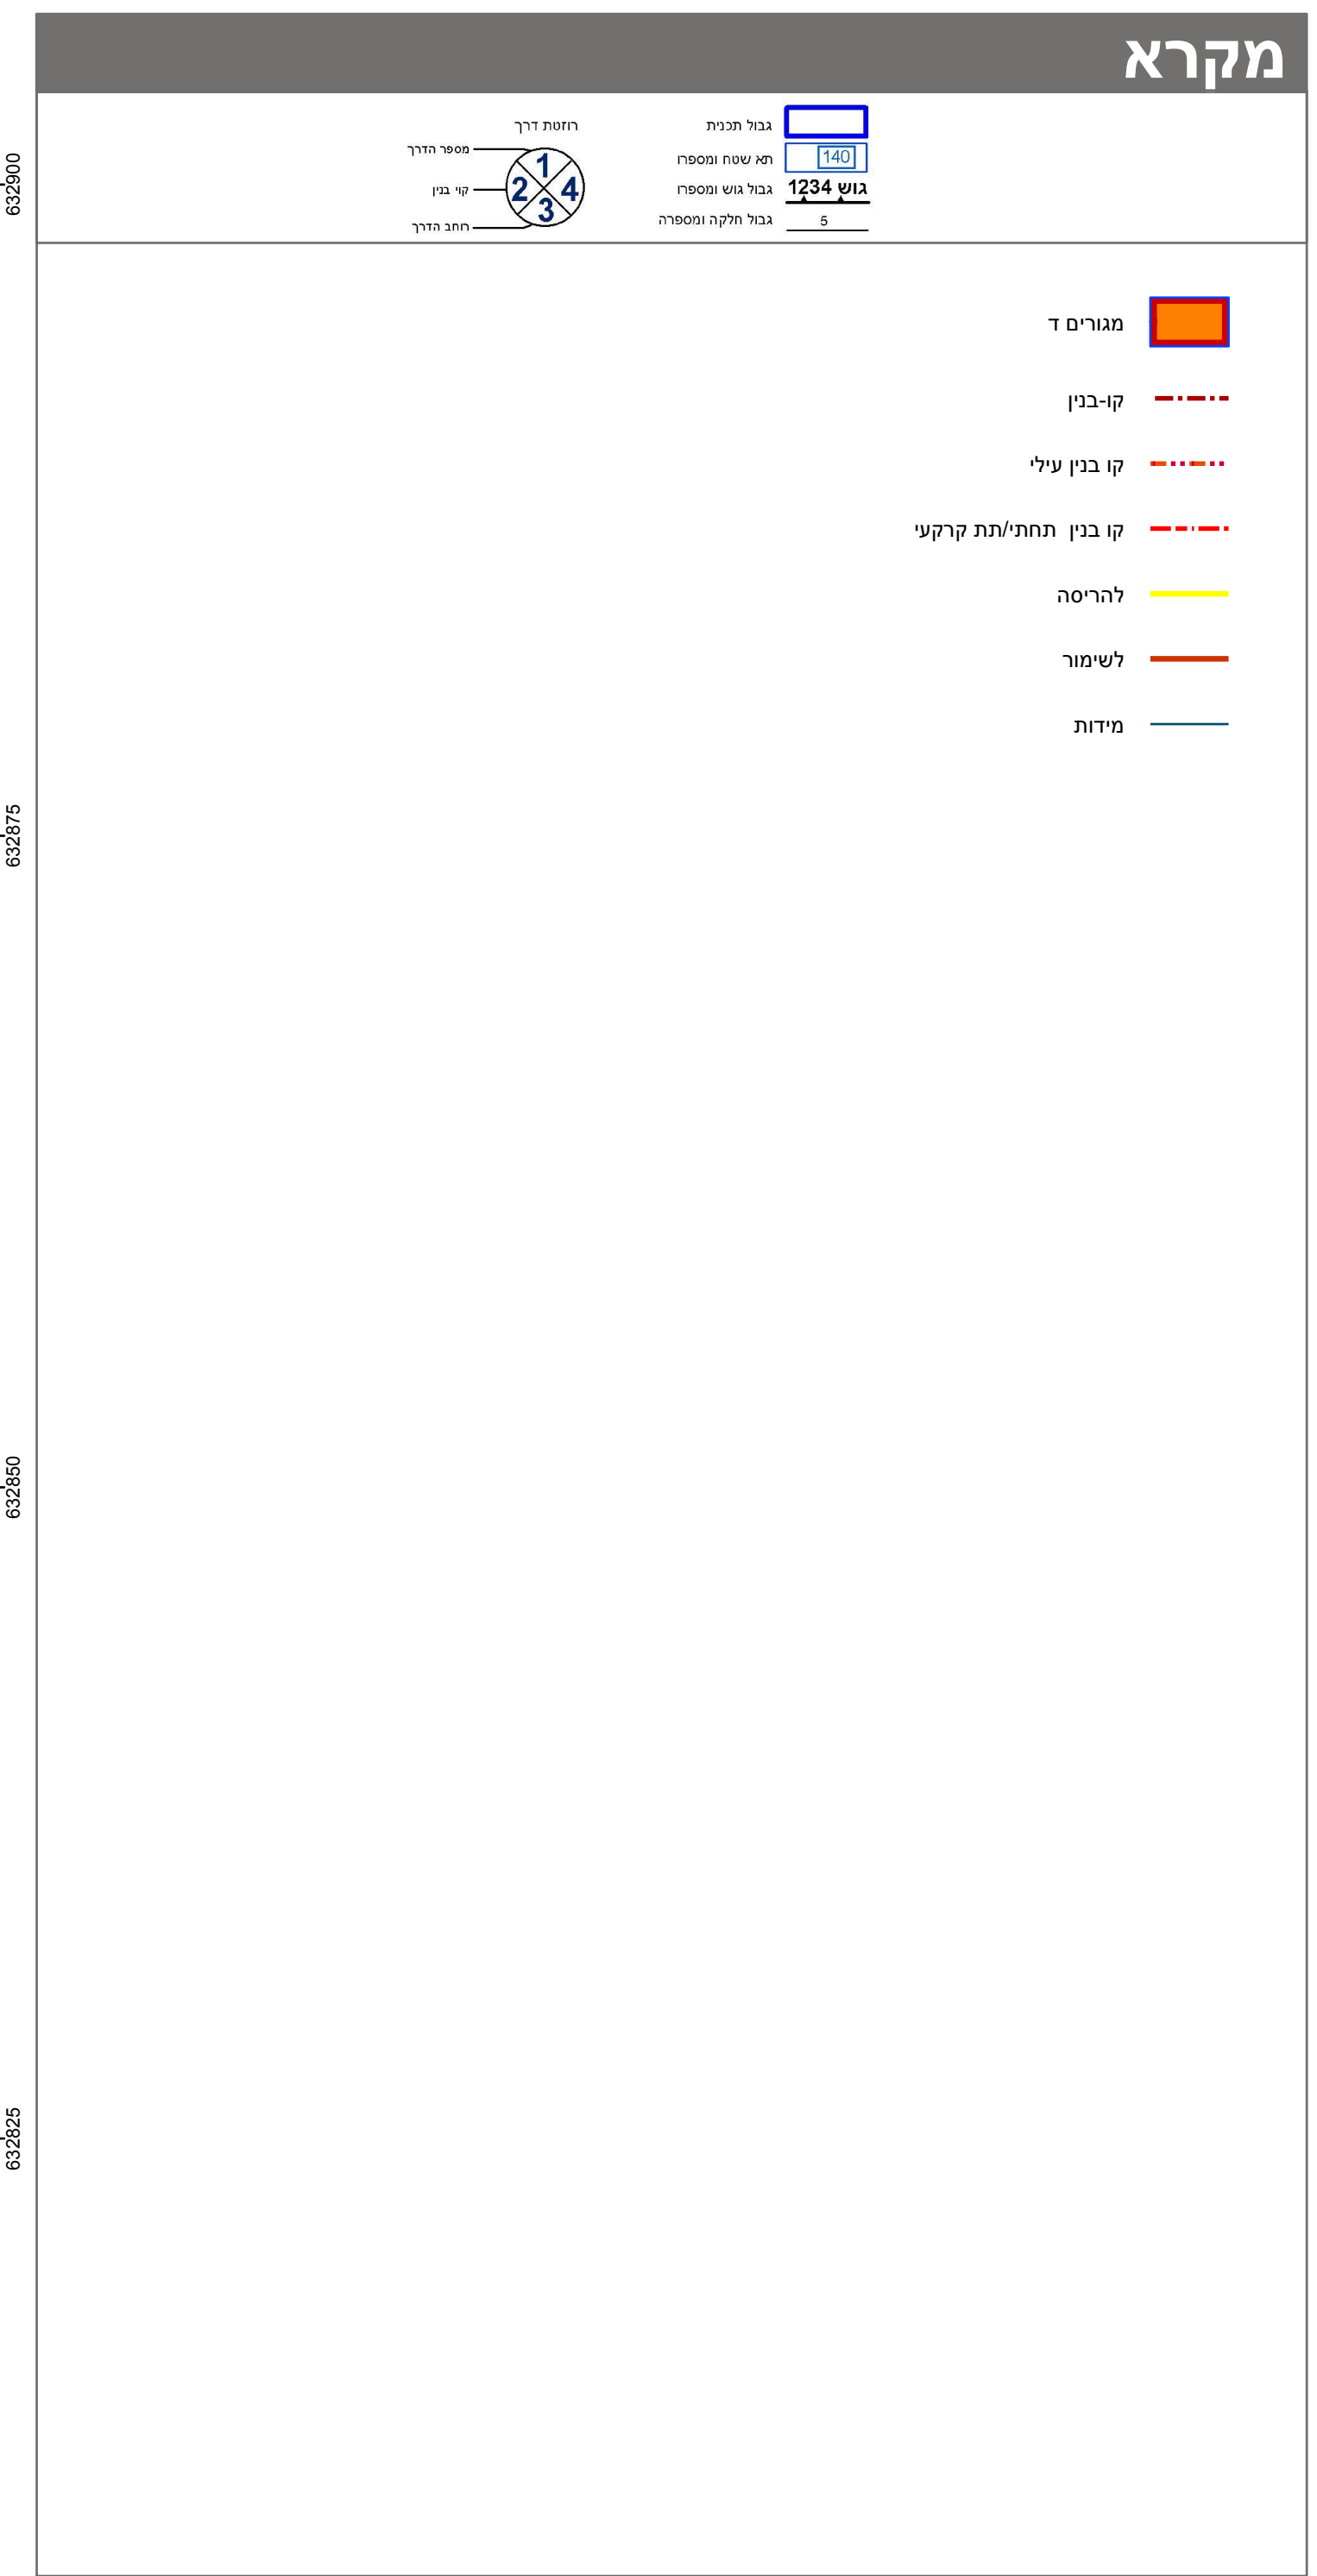 מקרא
גבול תכנית
140
תא שטח ומספרו
גוש 1234
גבול גוש ומספרו
5
גבול חלקה ומספרה
רוזטת דרך
מספר הדרך
קוי בנין
רוחב הדרך
1
2
4
3
מגורים ד
קו-בנין
קו בנין עילי
קו בנין תחתי/תת קרקעי
להריסה
לשימור
מידות
632900
632875
632850
632825